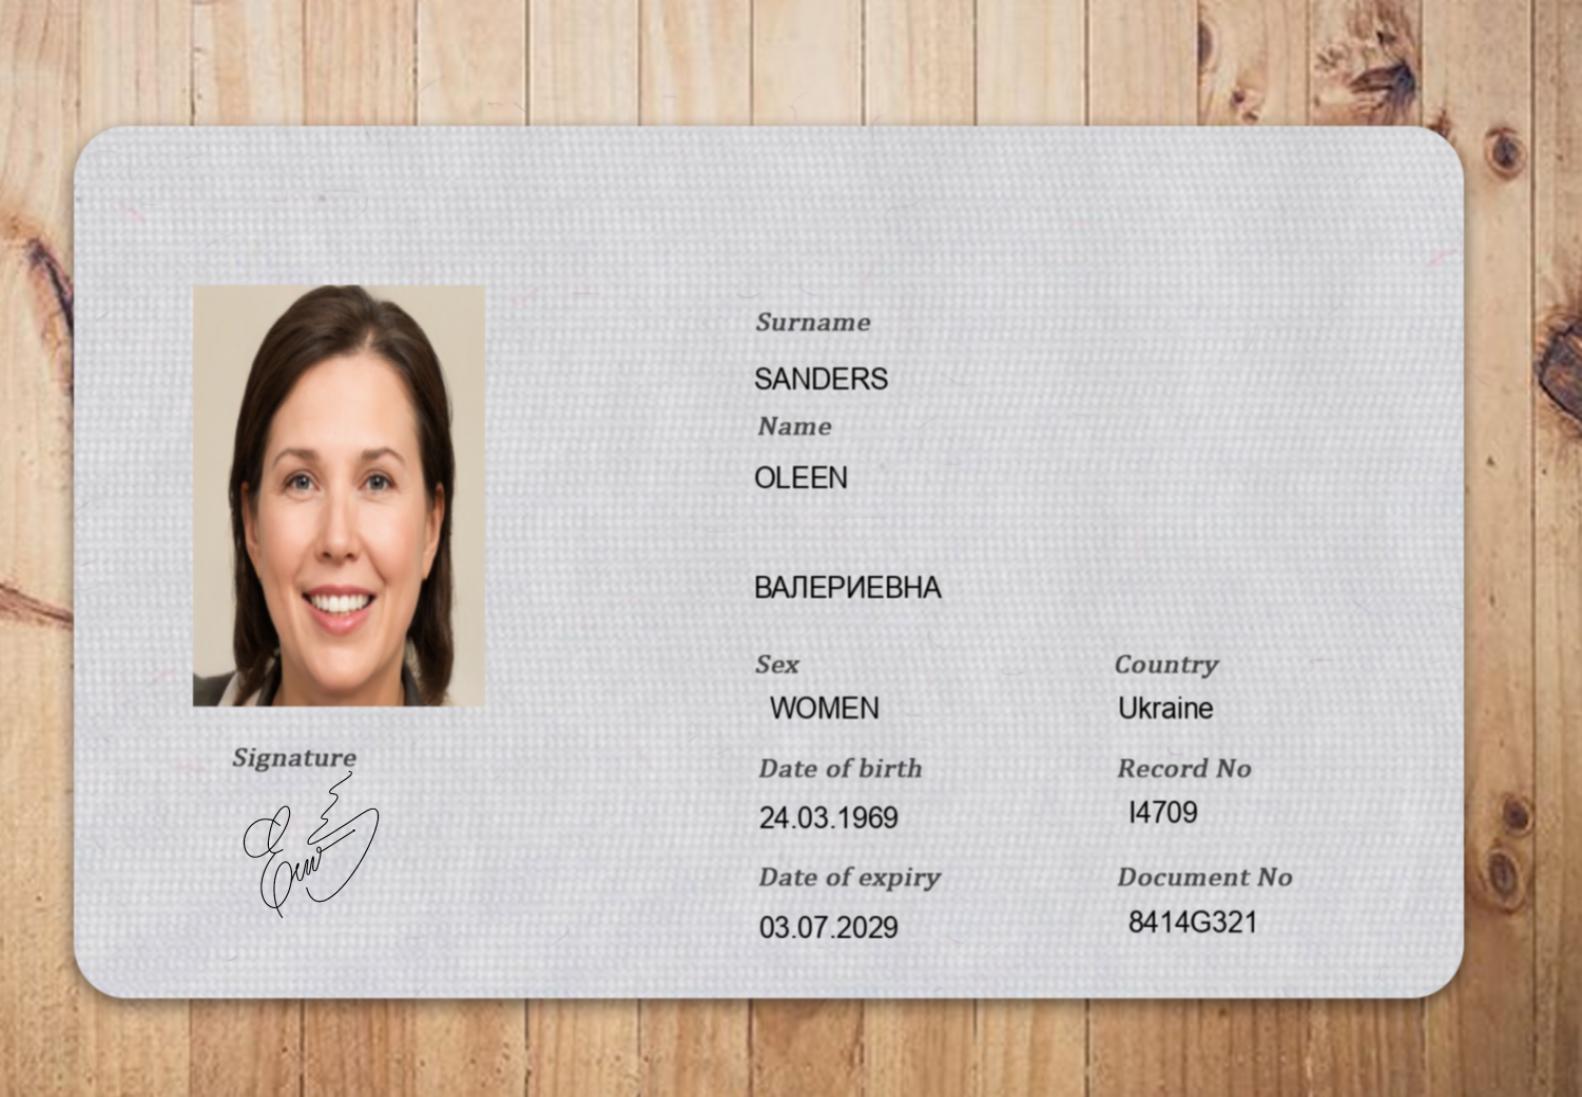 Surname
SANDERS
Name
OLEEN
ВАЛЕРИЕВНА
Sex
Country
WOMEN
Ukraine
Date of birth
Record No
24.03.1969
I4709
Date of expiry
Document No
03.07.2029
8414G321
Signature